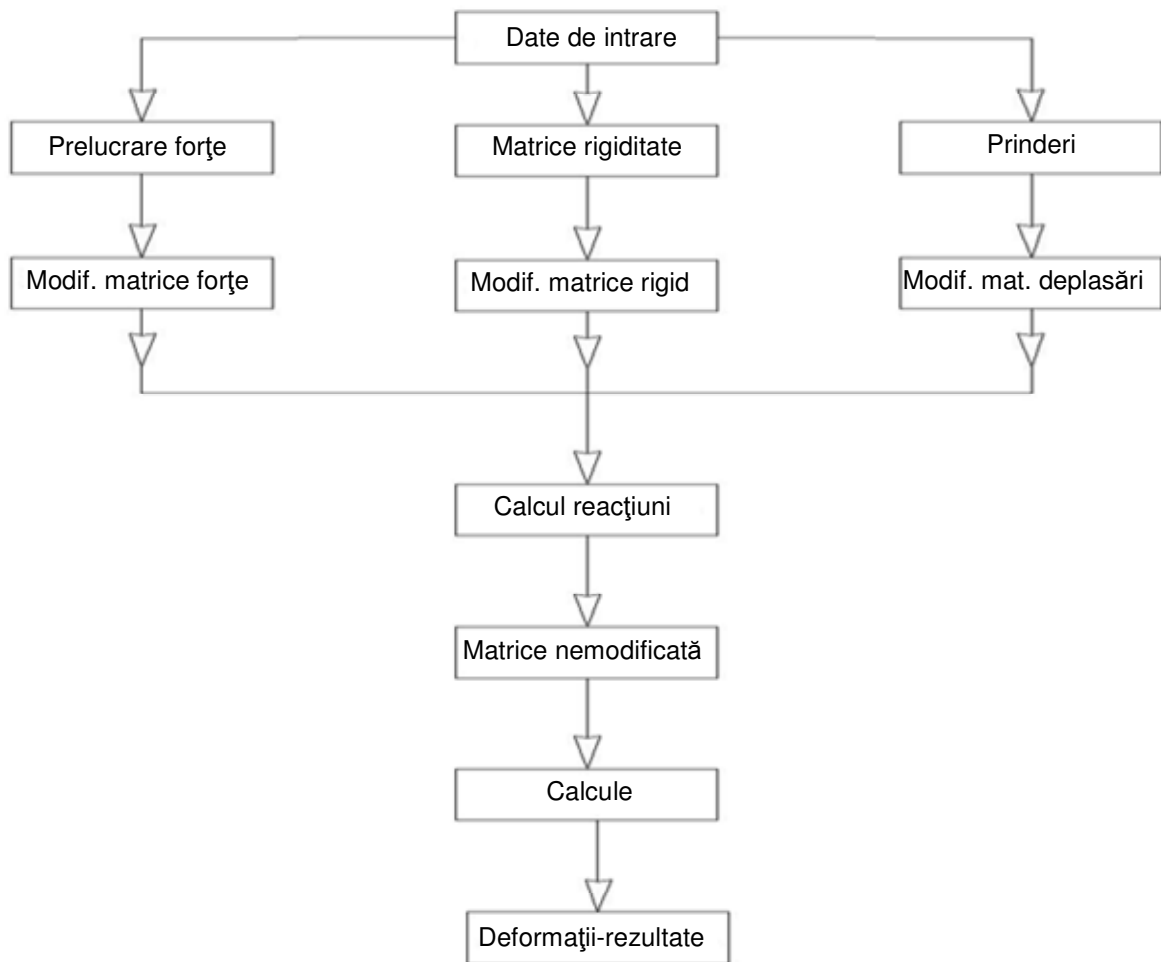 Date de intrare
Prelucrare forţe
Matrice rigiditate
Prinderi
Modif. matrice forţe
Modif. matrice rigid
Modif. mat. deplasări
Calcul reacţiuni
Matrice nemodificată
Calcule
Deformaţii-rezultate